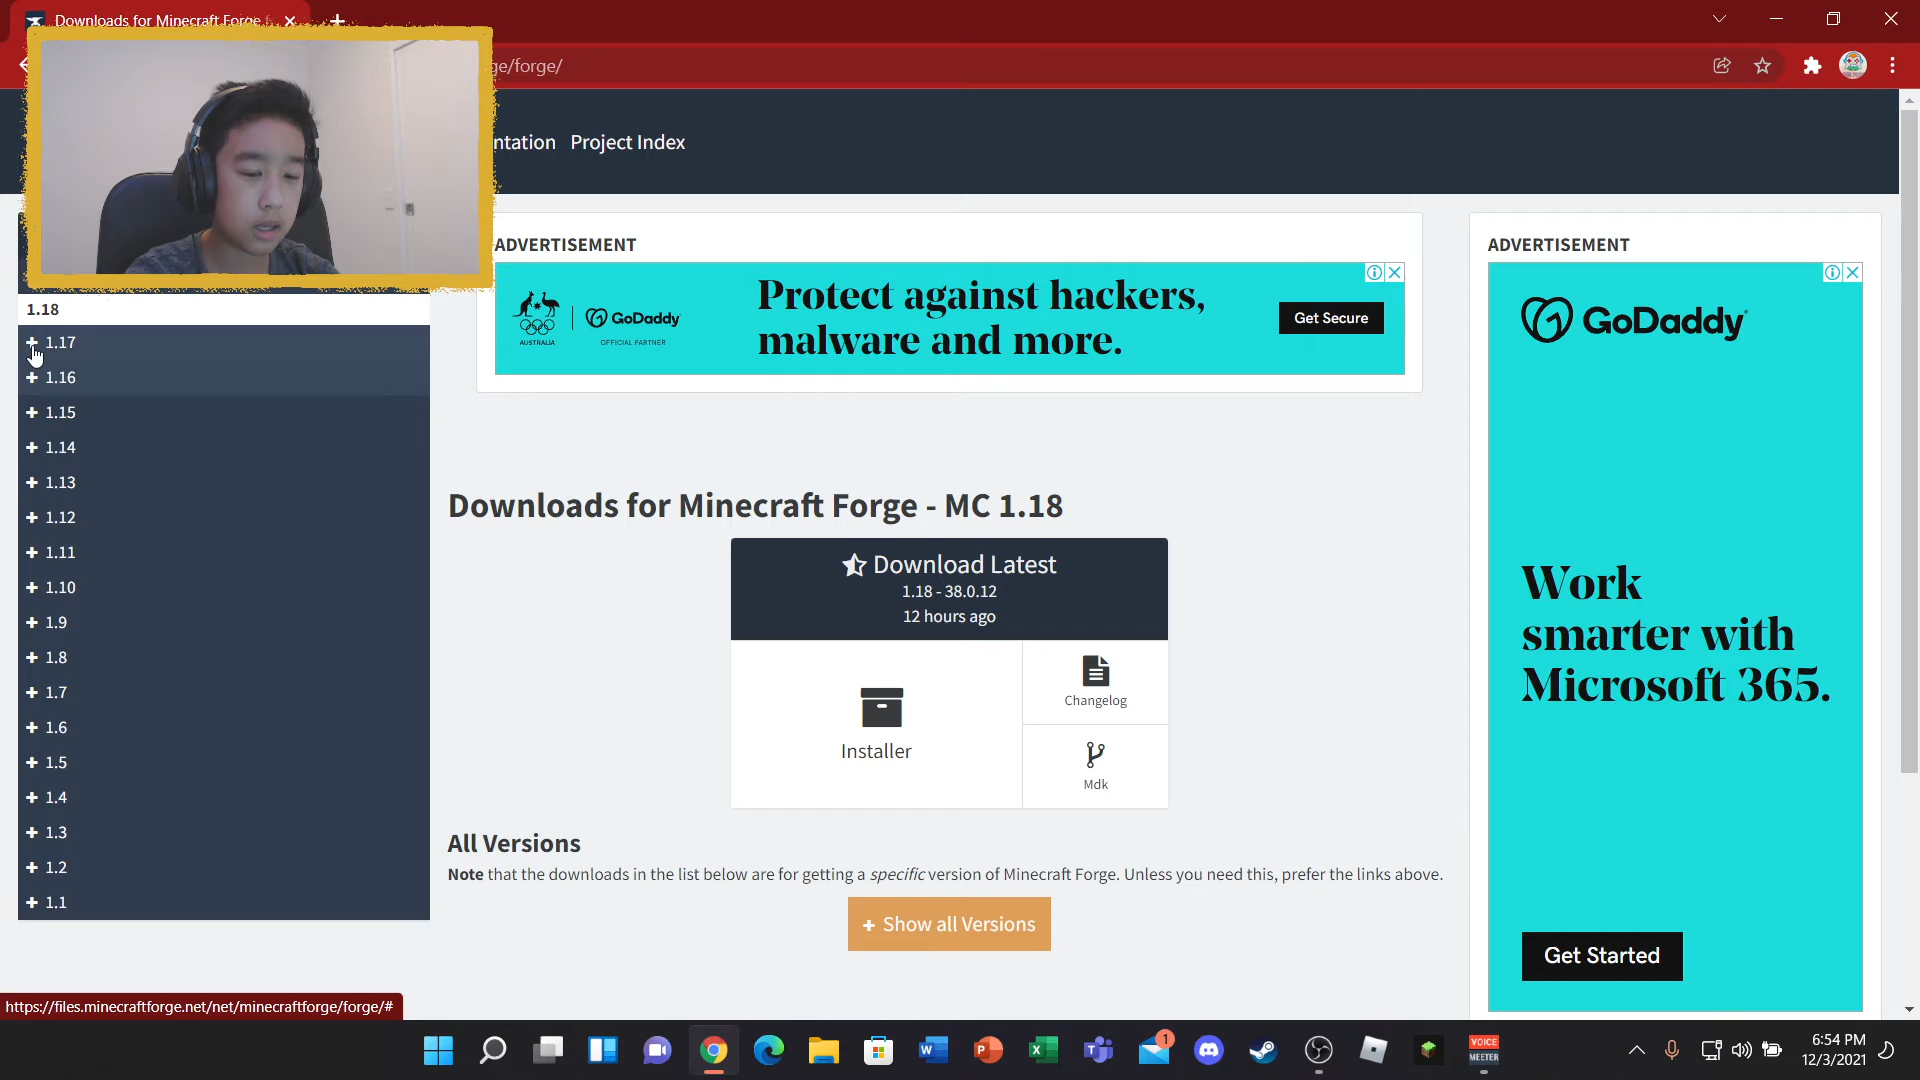 Downloads for Minecraft Forge f
ge/forge/
ntation Project Index
1.18
1.17
1.16
1.15
1.14
1.13
1.12
1.11
1.10
1.9
1.8
1.7
1.6
1.5
1.4
1.3
1.2
1.1
ADVERTISEMENT
AUSTRALIA
GoDaddy
OFFICIAL PARTNER
Protect against hackers,
malware and more.
Get Secure
Downloads for Minecraft Forge - MC 1.18
Download Latest
1.18 - 38.0.12
12 hours ago
Installer
Changelog
Mdk
All Versions
Note that the downloads in the list below are for getting a specific version of Minecraft Forge. Unless you need this, prefer the links above.
+ Show all Versions
ADVERTISEMENT
GoDaddy
Work
smarter with
Microsoft 365.
Get Started
https://files.minecraftforge.net/net/minecraftforge/forge/#
1
VOICE
MEETER
6:54 PM
12/3/2021